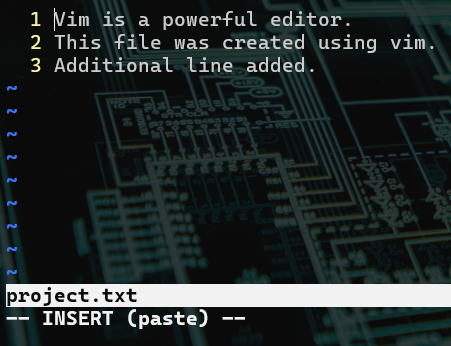 1 Vim is a powerful editor.
2 This file was created using vim.
3 Additional line added.
~
~
~
~
~
~
~
~
~
project.txt
-- INSERT (paste) --